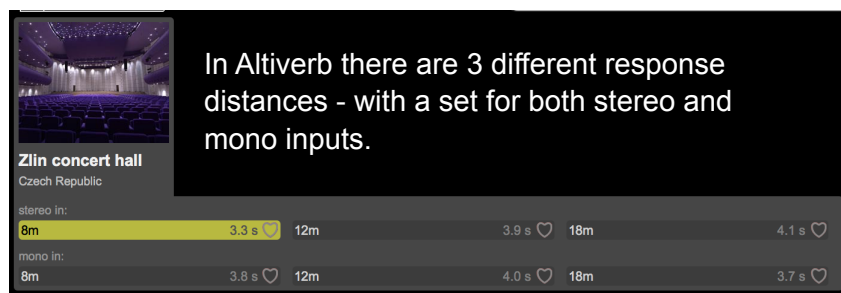 In Altiverb there are 3 different response
distances - with a set for both stereo and
mono inputs.
Zlin concert hall
Czech Republic
stereo in:
8m 3.3 s 12m 3.9 s 18m 4.1 s
mono in:
8m 3.8 s 12m 4.0 s 18m 3.7 s